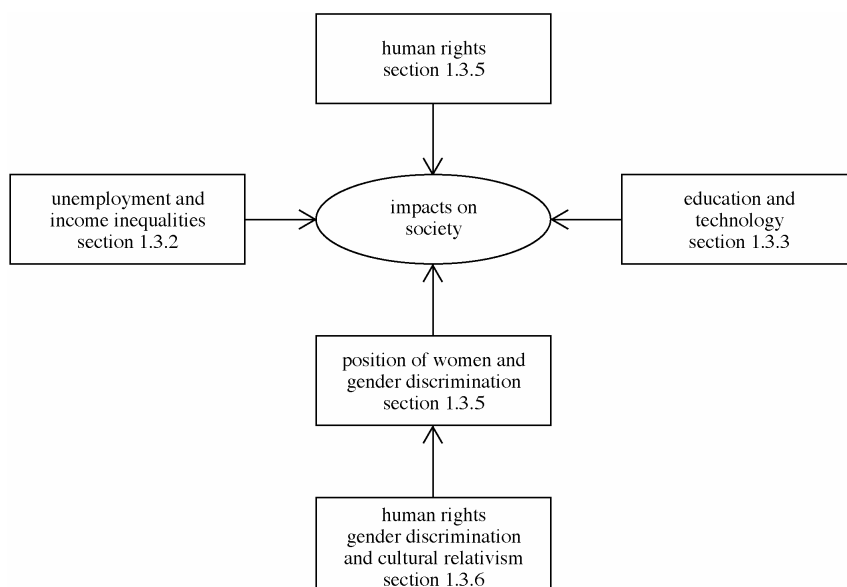 human rights
section 1.3.5
unemployment and
income inequalities
section 1.3.2
impacts on
society
education and
technology
section 1.3.3
position of women and
gender discrimination
section 1.3.5
human rights
gender discrimination
and cultural relativism
section 1.3.6